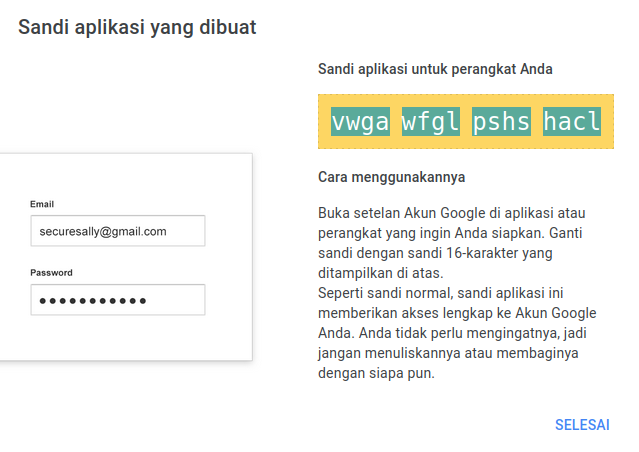 Sandi aplikasi yang dibuat
Sandi aplikasi untuk perangkat Anda
vwga wfgl pshs hacl
Email
securesally@gmail.com
Password
●●●●●●●●●●●
Cara menggunakannya
Buka setelan Akun Google di aplikasi atau
perangkat yang ingin Anda siapkan. Ganti
sandi dengan sandi 16-karakter yang
ditampilkan di atas.
Seperti sandi normal, sandi aplikasi ini
memberikan akses lengkap ke Akun Google
Anda. Anda tidak perlu mengingatnya, jadi
jangan menuliskannya atau membaginya
dengan siapa pun.
SELESAI